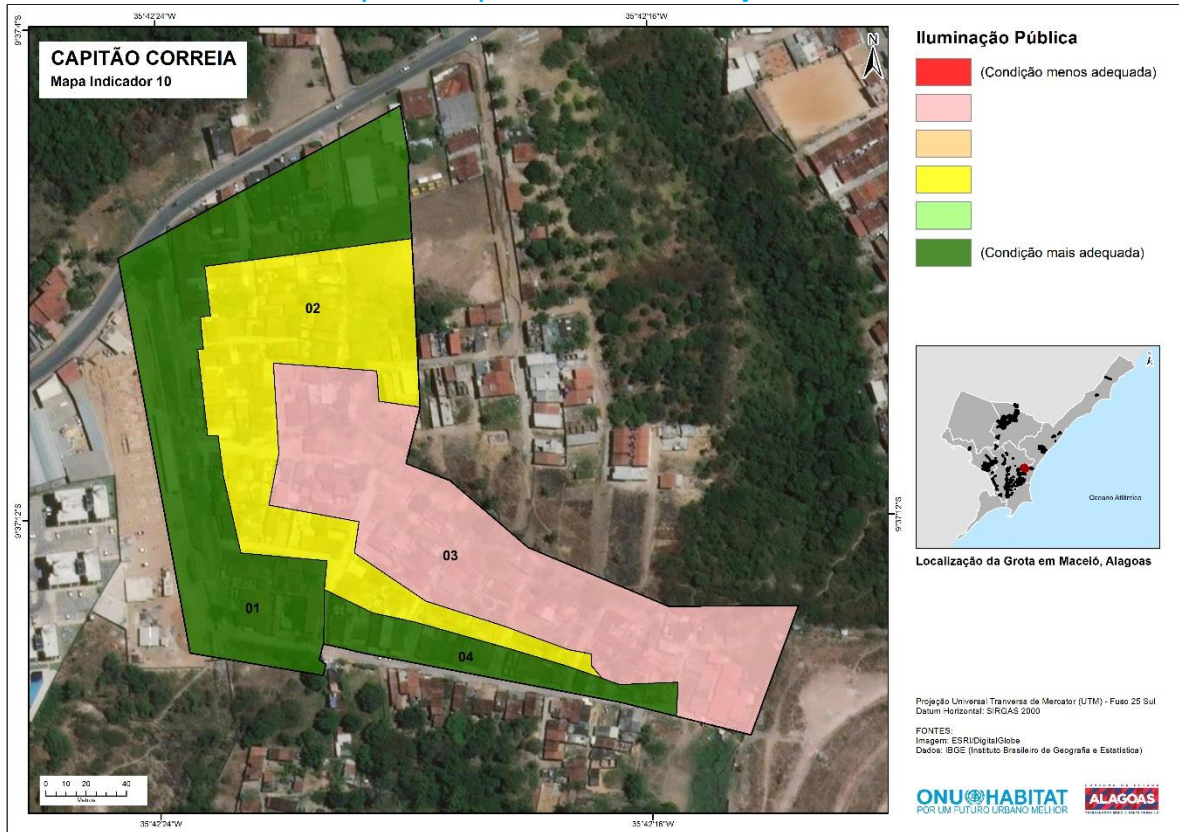 35°42'24"W
35°42'16"W
9°37'4"S
CAPITÃO CORREIA
Mapa Indicador 10
N
Iluminação Pública
(Condição menos adequada)
(Condição mais adequada)
02
03
01
04
9°37'12"S
9°37'12"S
Oceano Atlântico
Localização da Grota em Maceió, Alagoas
0 10 20 40
Metros
35°42'24"W
35°42'16"W
Projeção Universal Tranversa de Mercator (UTM) - Fuso 25 Sul
Datum Horizontal: SIRGAS 2000
FONTES:
Imagem: ESRI/DigitalGlobe
Dados: IBGE (Instituto Brasileiro de Geografia e Estatística)
ONU HABITAT
POR UM FUTURO URBANO MELHOR
ALAGOAS